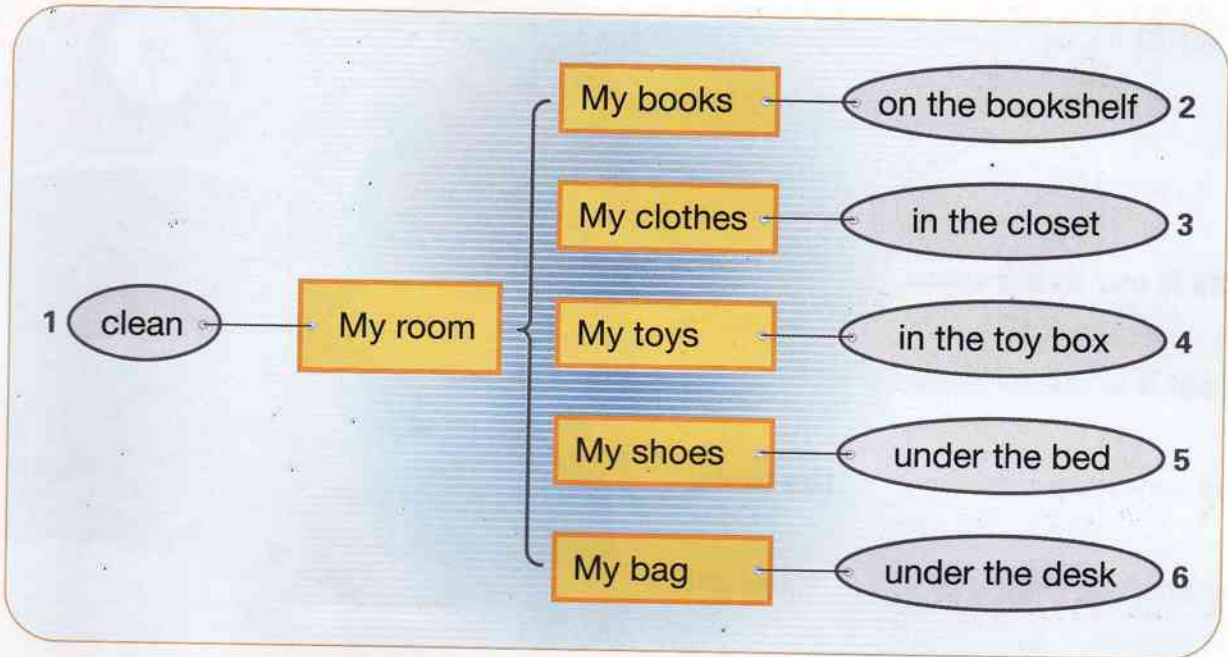 My books
on the bookshelf
2
My clothes
in the closet
3
1
clean
My room
My toys
in the toy box
4
My shoes
under the bed
5
My bag
under the desk
6